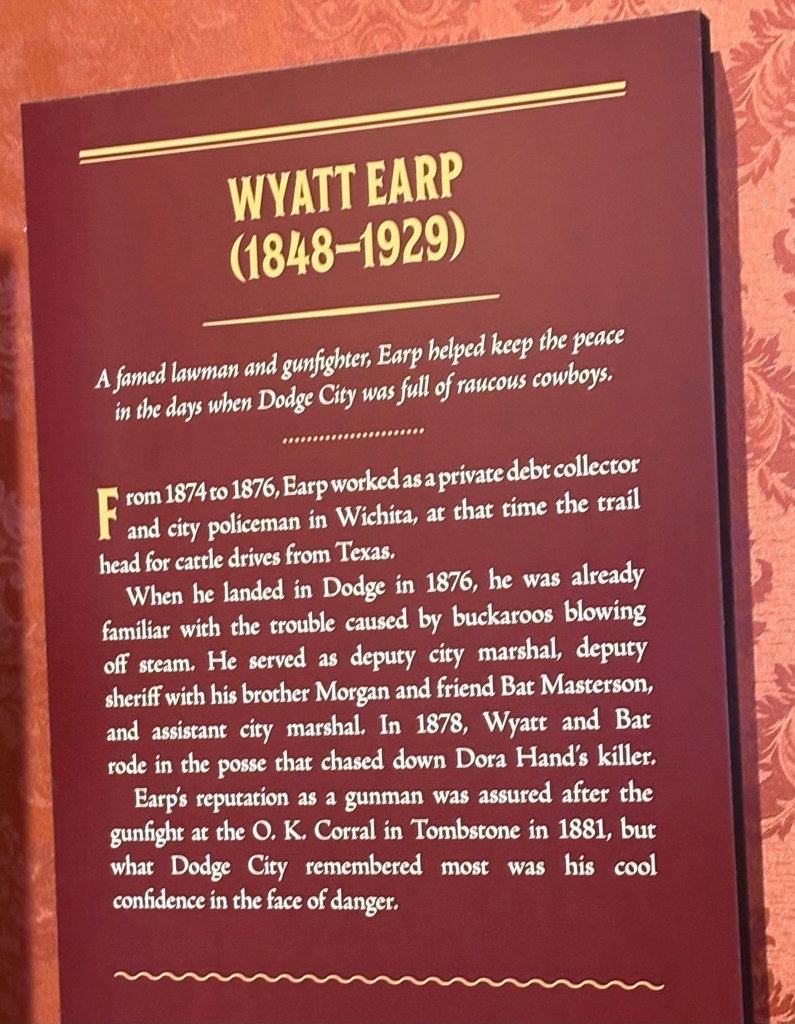 WYATT EARP
(1848–1929)
A famed lawman and gunfighter, Earp helped keep the peace
in the days when Dodge City was full of raucous cowboys.
From 1874 to 1876, Earp worked as a private debt collector
and city policeman in Wichita, at that time the trail
head for cattle drives from Texas.
When he landed in Dodge in 1876, he was already
familiar with the trouble caused by buckaroos blowing
off steam. He served as deputy city marshal, deputy
sheriff with his brother Morgan and friend Bat Masterson,
and assistant city marshal. In 1878, Wyatt and Bat
rode in the posse that chased down Dora Hand's killer.
Earp's reputation as a gunman was assured after the
gunfight at the O. K. Corral in Tombstone in 1881, but
what Dodge City remembered most was his cool
confidence in the face of danger.